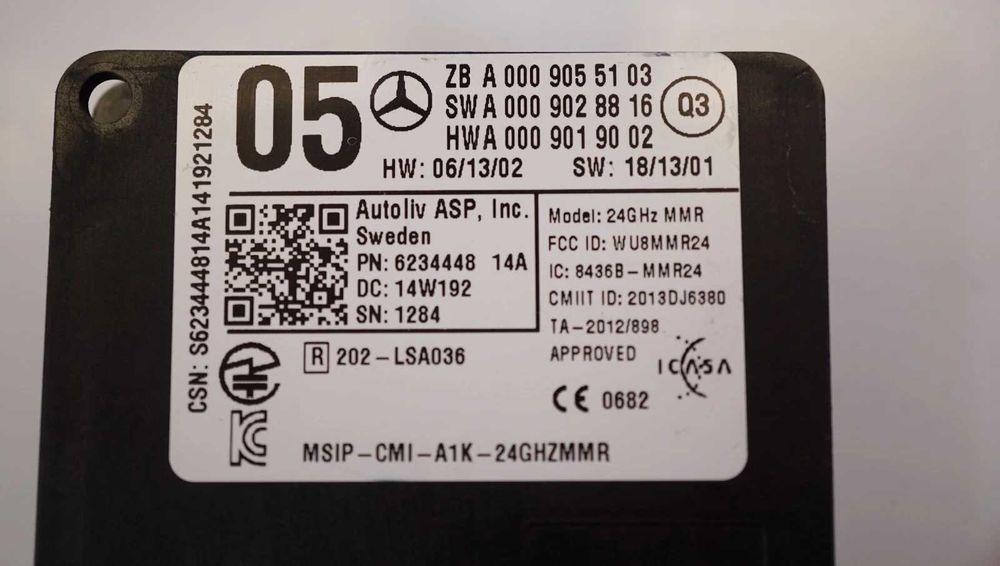 05
ZB A 000 905 51 03
SW A 000 902 88 16
HW A 000 901 90 02
Q3
HW: 06/13/02 SW: 18/13/01
CSN: S6234444814A141921284
Autoliv ASP, Inc.
Sweden
PN: 6234448 14A
DC: 14W192
SN: 1284
Model: 24GHz MMR
FCC ID: WU8MMR24
IC: 8436B-MMR24
CMIIT ID: 2013DJ6380
TA-2012/898
APPROVED
ICASA
R 202-LSA036
CE 0682
KC
MSIP-CMI-A1K-24GHZMMR